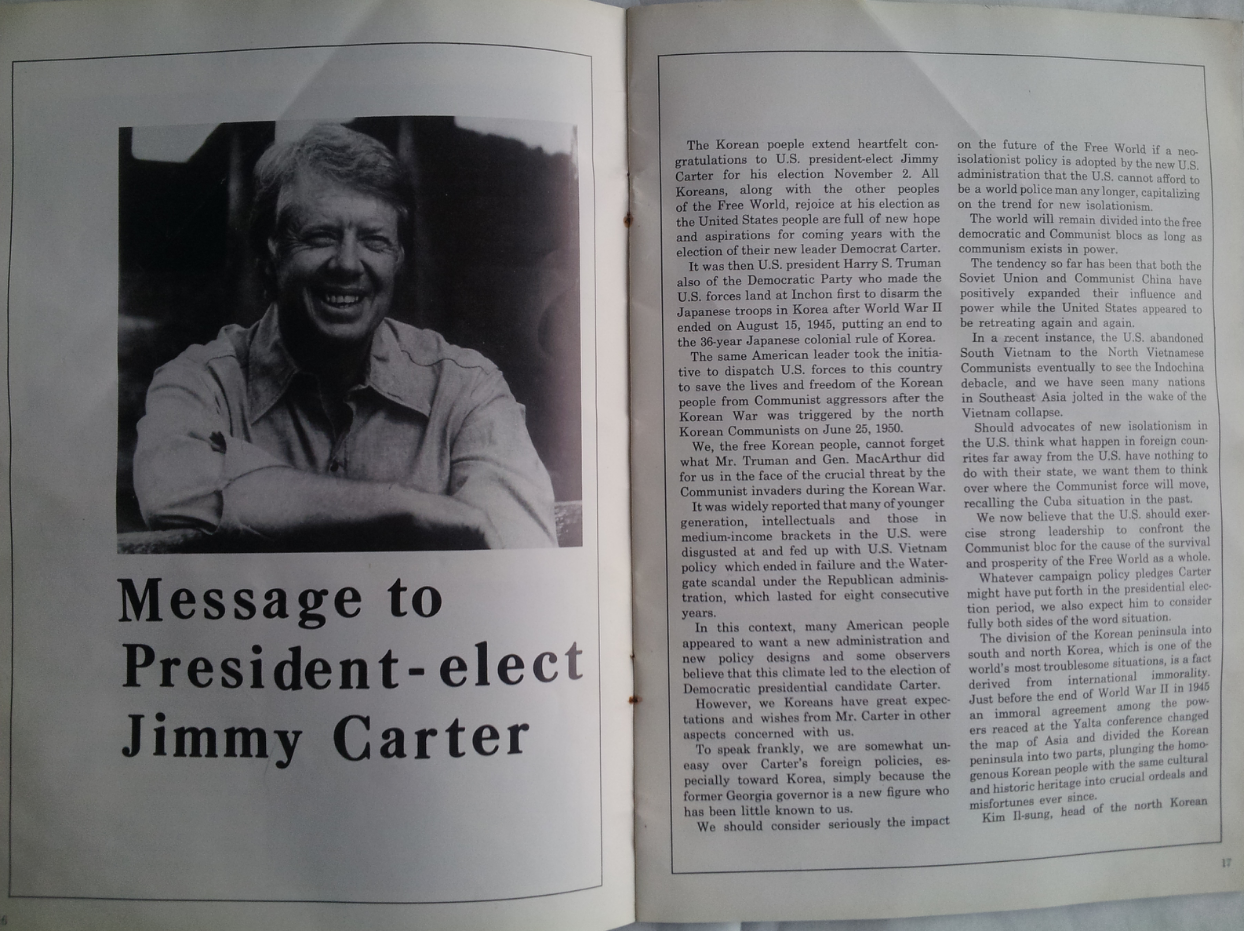 Message to
President-elect
Jimmy Carter
6
The Korean poeple extend heartfelt con-
gratulations to U.S. president-elect Jimmy
Carter for his election November 2. All
Koreans, along with the other peoples
of the Free World, rejoice at his election as
the United States people are full of new hope
and aspirations for coming years with the
election of their new leader Democrat Carter.
It was then U.S. president Harry S. Truman
also of the Democratic Party who made the
U.S. forces land at Inchon first to disarm the
Japanese troops in Korea after World War II
ended on August 15, 1945, putting an end to
the 36-year Japanese colonial rule of Korea.
The same American leader took the initia-
tive to dispatch U.S. forces to this country
to save the lives and freedom of the Korean
people from Communist aggressors after the
Korean War was triggered by the north
Korean Communists on June 25, 1950.
We, the free Korean people, cannot forget
what Mr. Truman and Gen. MacArthur did
for us in the face of the crucial threat by the
Communist invaders during the Korean War.
It was widely reported that many of younger
generation, intellectuals and those in
medium-income brackets in the U.S. were
disgusted at and fed up with U.S. Vietnam
policy which ended in failure and the Water-
gate scandal under the Republican adminis-
tration, which lasted for eight consecutive
years.
In this context, many American people
appeared to want a new administration and
new policy designs and some observers
believe that this climate led to the election of
Democratic presidential candidate Carter.
However, we Koreans have great expec-
tations and wishes from Mr. Carter in other
aspects concerned with us.
To speak frankly, we are somewhat un-
easy over Carter's foreign policies, es-
pecially toward Korea, simply because the
former Georgia governor is a new figure who
has been little known to us.
We should consider seriously the impact
on the future of the Free World if a neo-
isolationist policy is adopted by the new U.S.
administration that the U.S. cannot afford to
be a world police man any longer, capitalizing
on the trend for new isolationism.
The world will remain divided into the free
democratic and Communist blocs as long as
communism exists in power.
The tendency so far has been that both the
Soviet Union and Communist China have
positively expanded their influence and
power while the United States appeared to
be retreating again and again.
In a recent instance, the U.S. abandoned
South Vietnam to the North Vietnamese
Communists eventually to see the Indochina
debacle, and we have seen many nations
in Southeast Asia jolted in the wake of the
Vietnam collapse.
Should advocates of new isolationism in
the U.S. think what happen in foreign coun-
rites far away from the U.S. have nothing to
do with their state, we want them to think
over where the Communist force will move,
recalling the Cuba situation in the past.
We now believe that the U.S. should exer-
cise strong leadership to confront the
Communist bloc for the cause of the survival
and prosperity of the Free World as a whole.
Whatever campaign policy pledges Carter
might have put forth in the presidential elec-
tion period, we also expect him to consider
fully both sides of the word situation.
The division of the Korean peninsula into
south and north Korea, which is one of the
world's most troublesome situations, is a fact
derived from international immorality.
Just before the end of World War II in 1945
an immoral agreement among the pow-
ers reaced at the Yalta conference changed
the map of Asia and divided the Korean
peninsula into two parts, plunging the homo-
genous Korean people with the same cultural
and historic heritage into crucial ordeals and
misfortunes ever since.
Kim Il-sung, head of the north Korean
17